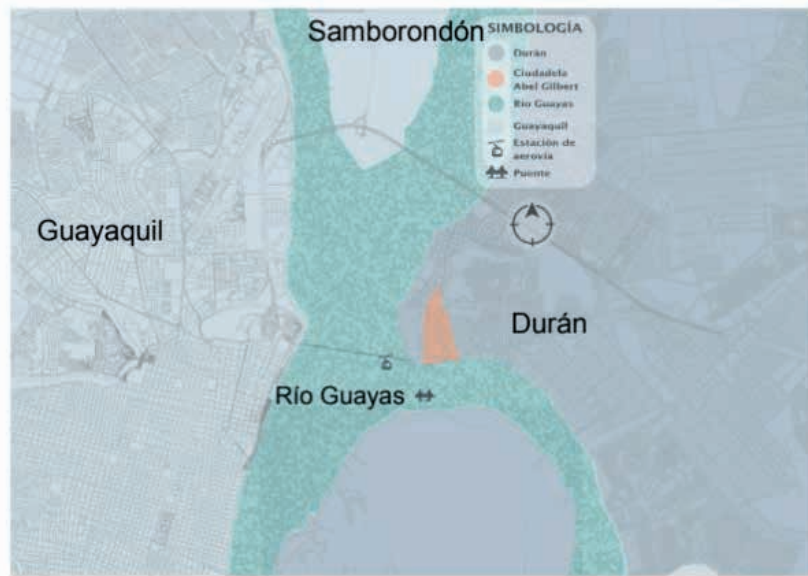 Samborondón
SIMBOLOGÍA
Durán
Ciudadela
Abel Gilbert
Río Guayas
Guayaquil
Estación de
aerovía
Puente
Guayaquil
Durán
Río Guayas